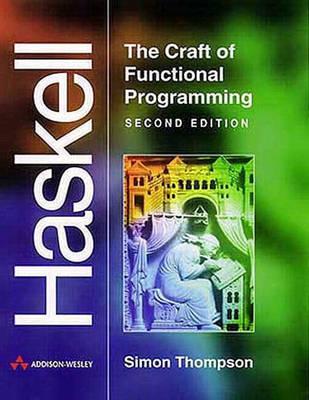 Haskell
The Craft of
Functional
Programming
SECOND EDITION
ADDISON-WESLEY
Simon Thompson